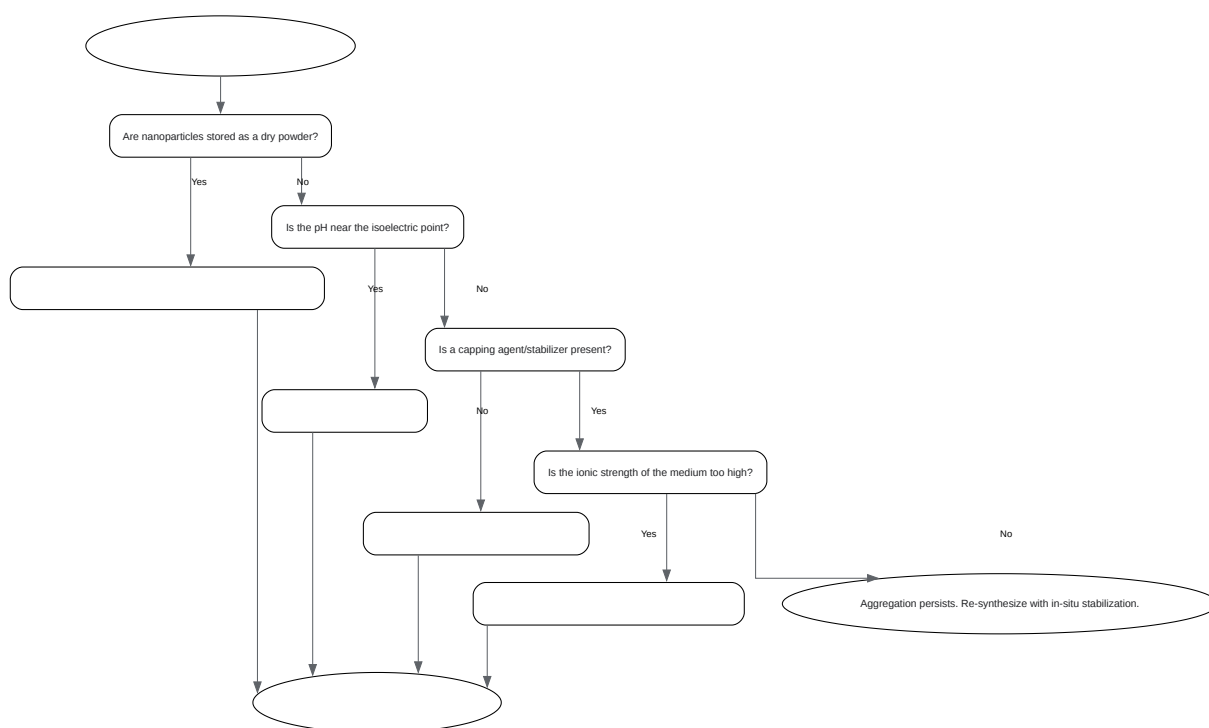 Are nanoparticles stored as a dry powder?
Yes
No
Is the pH near the isoelectric point?
Yes
No
Is a capping agent/stabilizer present?
No
Yes
Is the ionic strength of the medium too high?
Yes
No
Aggregation persists. Re-synthesize with in-situ stabilization.